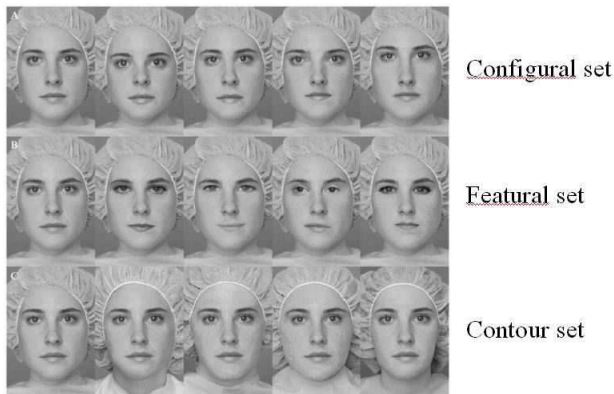 A
Configural set
B
Featural set
C
Contour set